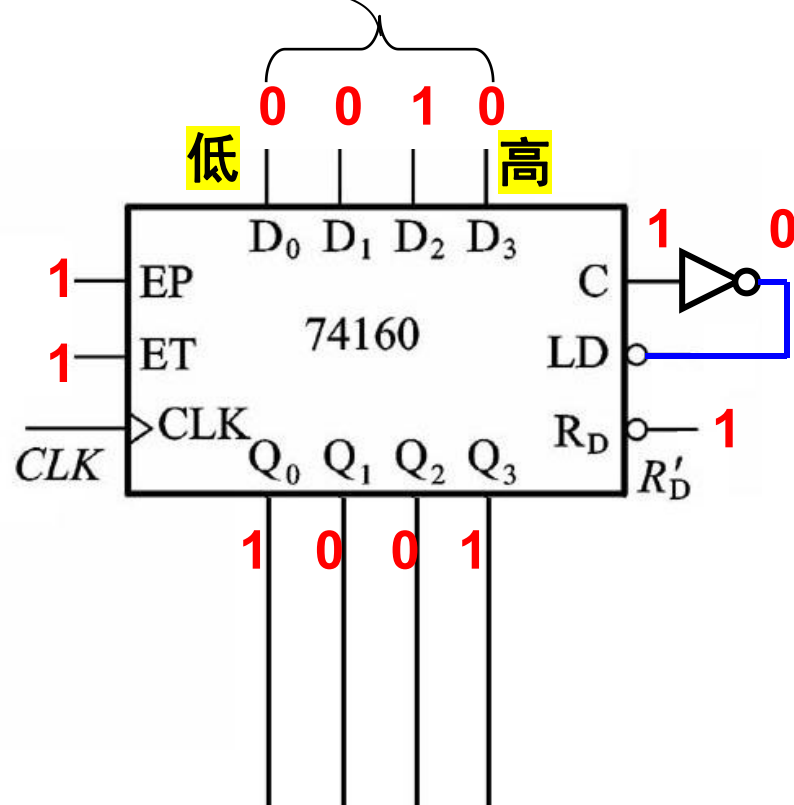 0 0 1 0
低 高
D0 D1 D2 D3
1 0
1 EP C
74160
1 ET LD
CLK RD 1
CLK R′D
Q0 Q1 Q2 Q3
1 0 0 1